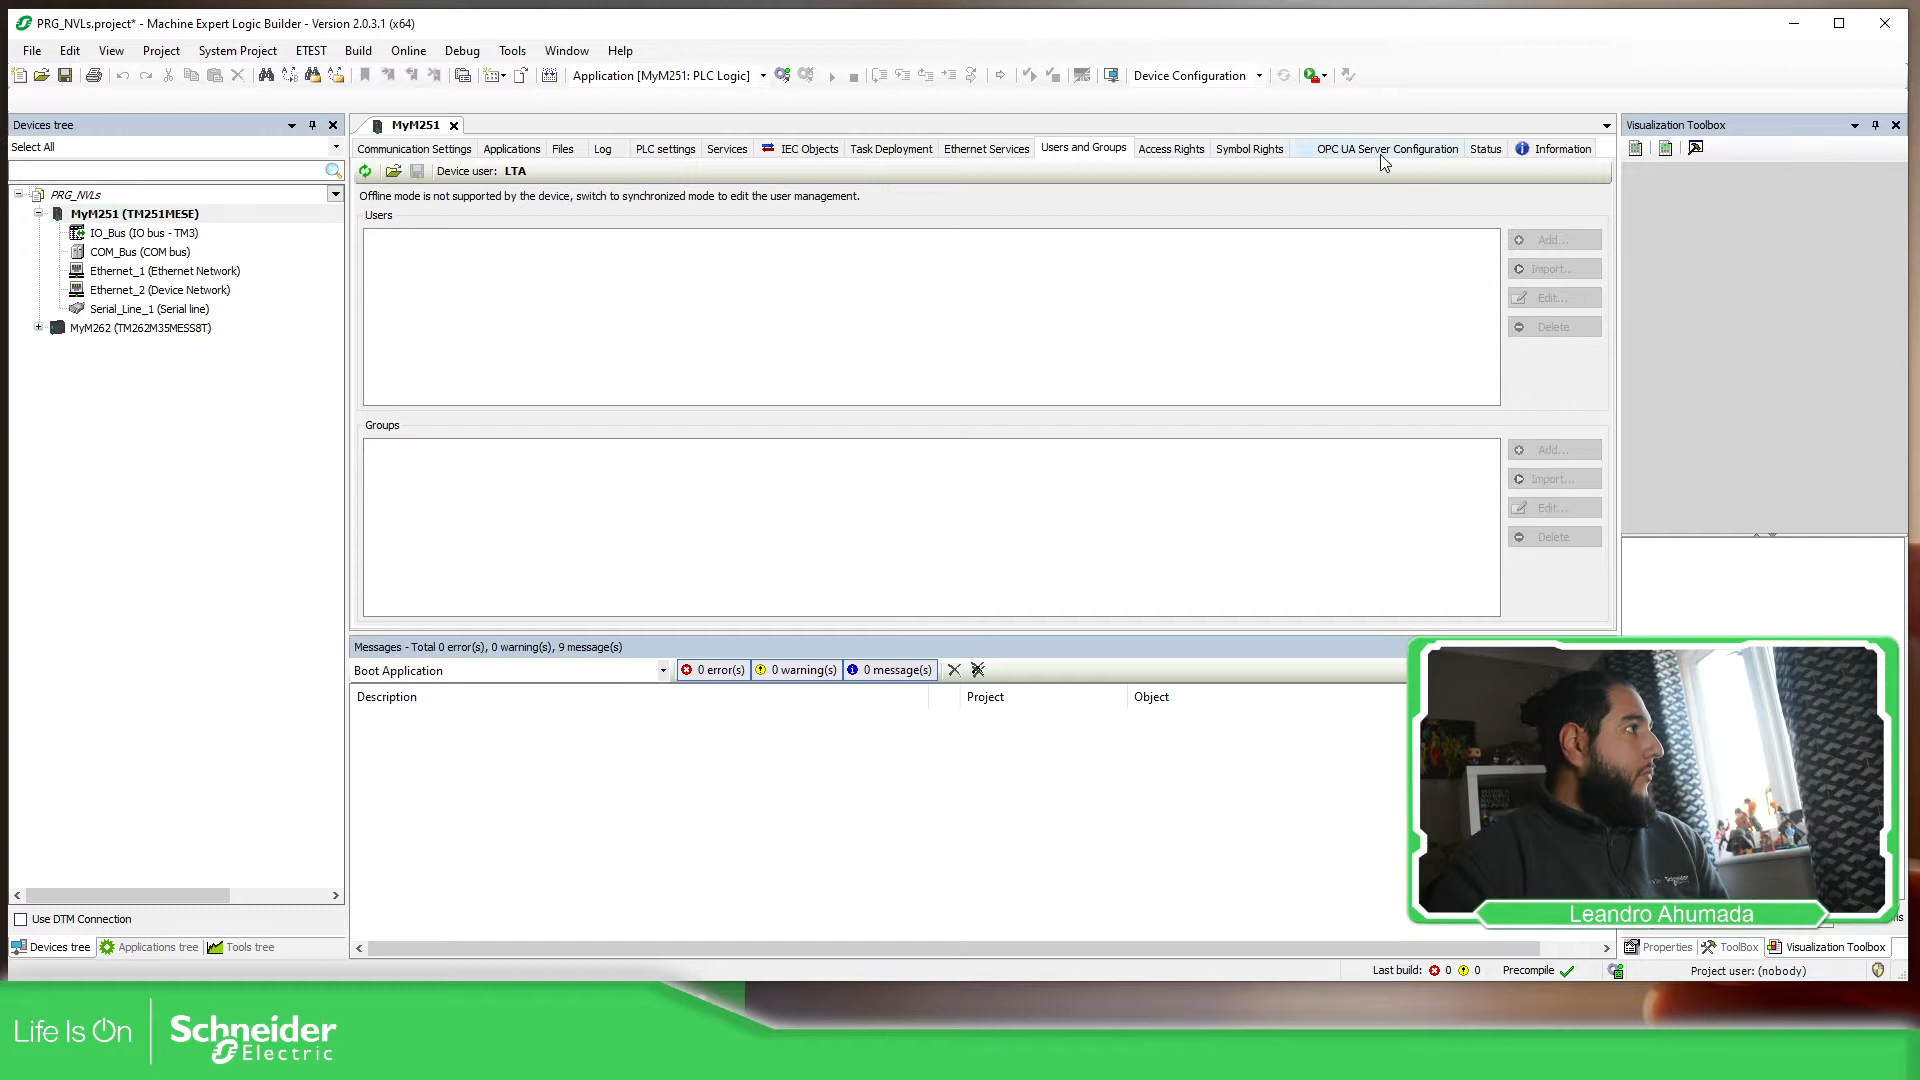 PRG_NVLs.project* - Machine Expert Logic Builder - Version 2.0.3.1 (x64)
File Edit View Project System Project ETEST Build Online Debug Tools Window Help
Application [MyM251: PLC Logic] Device Configuration
Devices tree
MyM251
Visualization Toolbox
Select All
Communication Settings Applications Files Log PLC settings Services IEC Objects Task Deployment Ethernet Services Users and Groups Access Rights Symbol Rights OPC UA Server Configuration Status Information
Device user: LTA
PRG_NVLs
Offline mode is not supported by the device, switch to synchronized mode to edit the user management.
MyM251 (TM251MESE)
Users
IO_Bus (IO bus - TM3)
Add...
COM_Bus (COM bus)
Import...
Ethernet_1 (Ethernet Network)
Edit...
Ethernet_2 (Device Network)
Delete
Serial_Line_1 (Serial line)
MyM262 (TM262M35MESS8T)
Groups
Add...
Import...
Edit...
Delete
Messages - Total 0 error(s), 0 warning(s), 9 message(s)
Boot Application 0 error(s) 0 warning(s) 0 message(s)
Description Project Object
Schneider
Leandro Ahumada
Use DTM Connection
Devices tree Applications tree Tools tree
Properties ToolBox Visualization Toolbox
Last build: 0 0 Precompile Project user: (nobody)
Life Is On
Schneider
Electric